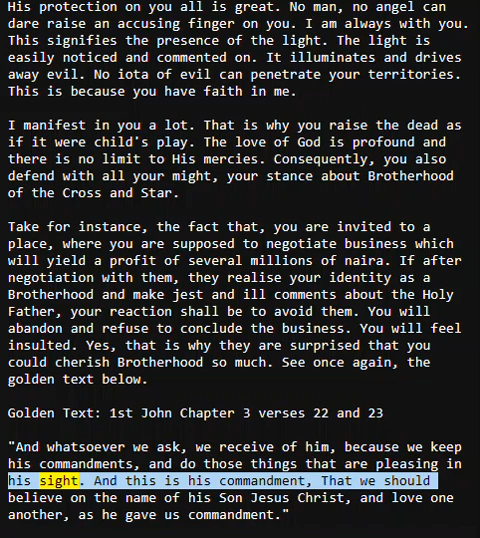 His protection on you all is great. No man, no angel can
dare raise an accusing finger on you. I am always with you.
This signifies the presence of the light. The light is
easily noticed and commented on. It illuminates and drives
away evil. No iota of evil can penetrate your territories.
This is because you have faith in me.
I manifest in you a lot. That is why you raise the dead as
if it were child's play. The love of God is profound and
there is no limit to His mercies. Consequently, you also
defend with all your might, your stance about Brotherhood
of the Cross and Star.
Take for instance, the fact that, you are invited to a
place, where you are supposed to negotiate business which
will yield a profit of several millions of naira. If after
negotiation with them, they realise your identity as a
Brotherhood and make jest and ill comments about the Holy
Father, your reaction shall be to avoid them. You will
abandon and refuse to conclude the business. You will feel
insulted. Yes, that is why they are surprised that you
could cherish Brotherhood so much. See once again, the
golden text below.
Golden Text: 1st John Chapter 3 verses 22 and 23
"And whatsoever we ask, we receive of him, because we keep
his commandments, and do those things that are pleasing in
his sight. And this is his commandment, That we should
believe on the name of his Son Jesus Christ, and love one
another, as he gave us commandment."